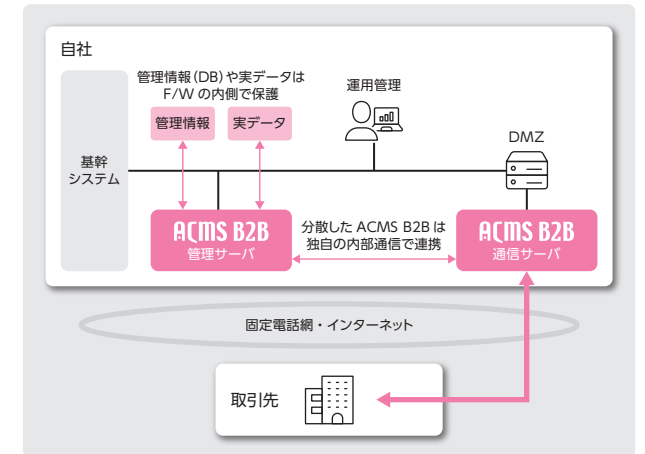 自社
管理情報(DB)や実データは
F/W の内側で保護
運用管理
管理情報
実データ
DMZ
基幹
システム
ACMS B2B
管理サーバ
分散した ACMS B2B は
独自の内部通信で連携
ACMS B2B
通信サーバ
固定電話網・インターネット
取引先